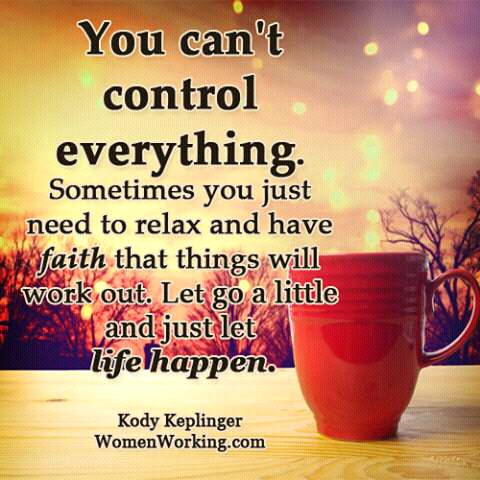 You can't
control
everything.
Sometimes you just
need to relax and have
faith that things will
work out. Let go a little
and just let
life happen.
Kody Keplinger
WomenWorking.com